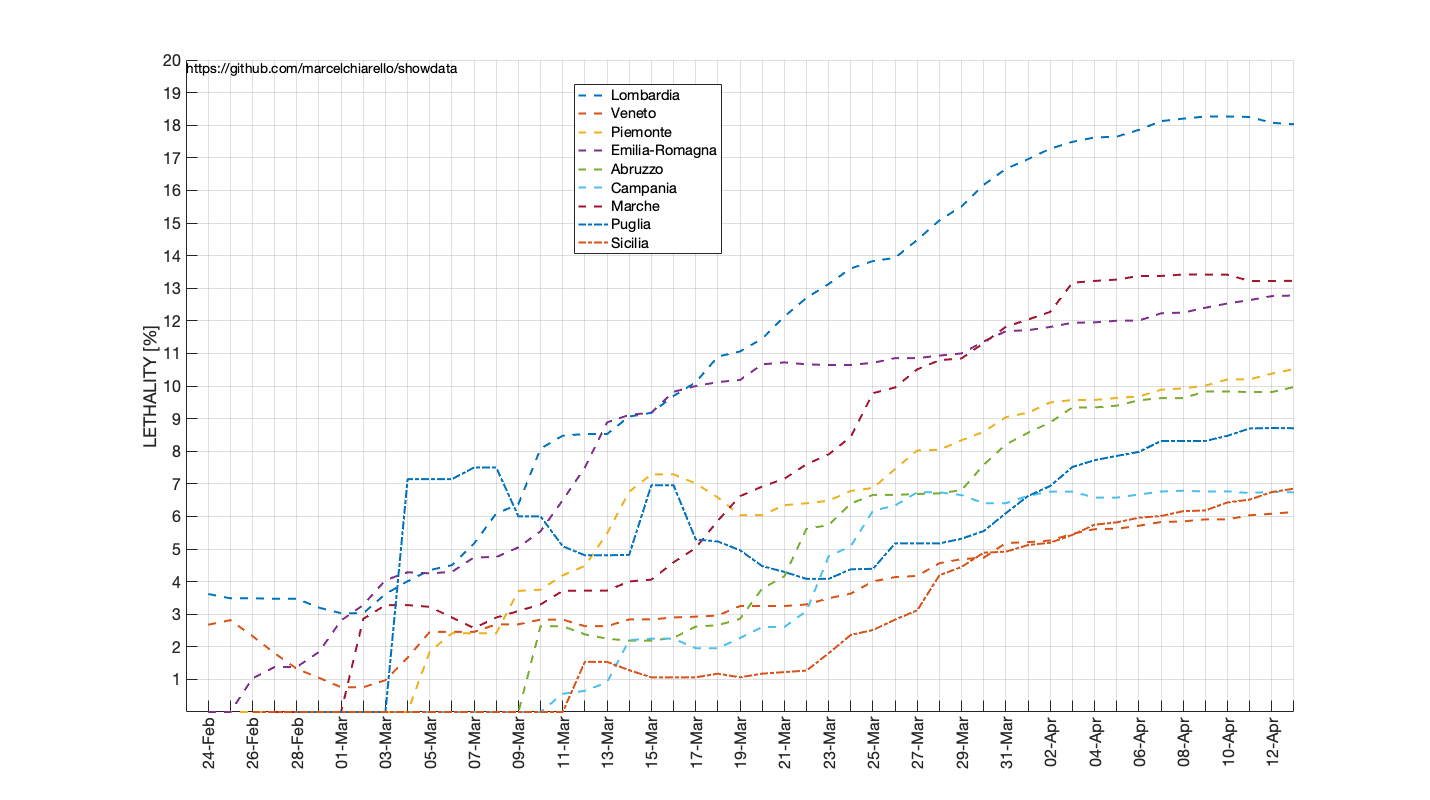 https://github.com/marcelchiarello/showdata
Lombardia
Veneto
Piemonte
Emilia-Romagna
Abruzzo
Campania
Marche
Puglia
Sicilia
LETHALITY [%]
20
19
18
17
16
15
14
13
12
11
10
9
8
7
6
5
4
3
2
1
24-Feb
26-Feb
28-Feb
01-Mar
03-Mar
05-Mar
07-Mar
09-Mar
11-Mar
13-Mar
15-Mar
17-Mar
19-Mar
21-Mar
23-Mar
25-Mar
27-Mar
29-Mar
31-Mar
02-Apr
04-Apr
06-Apr
08-Apr
10-Apr
12-Apr